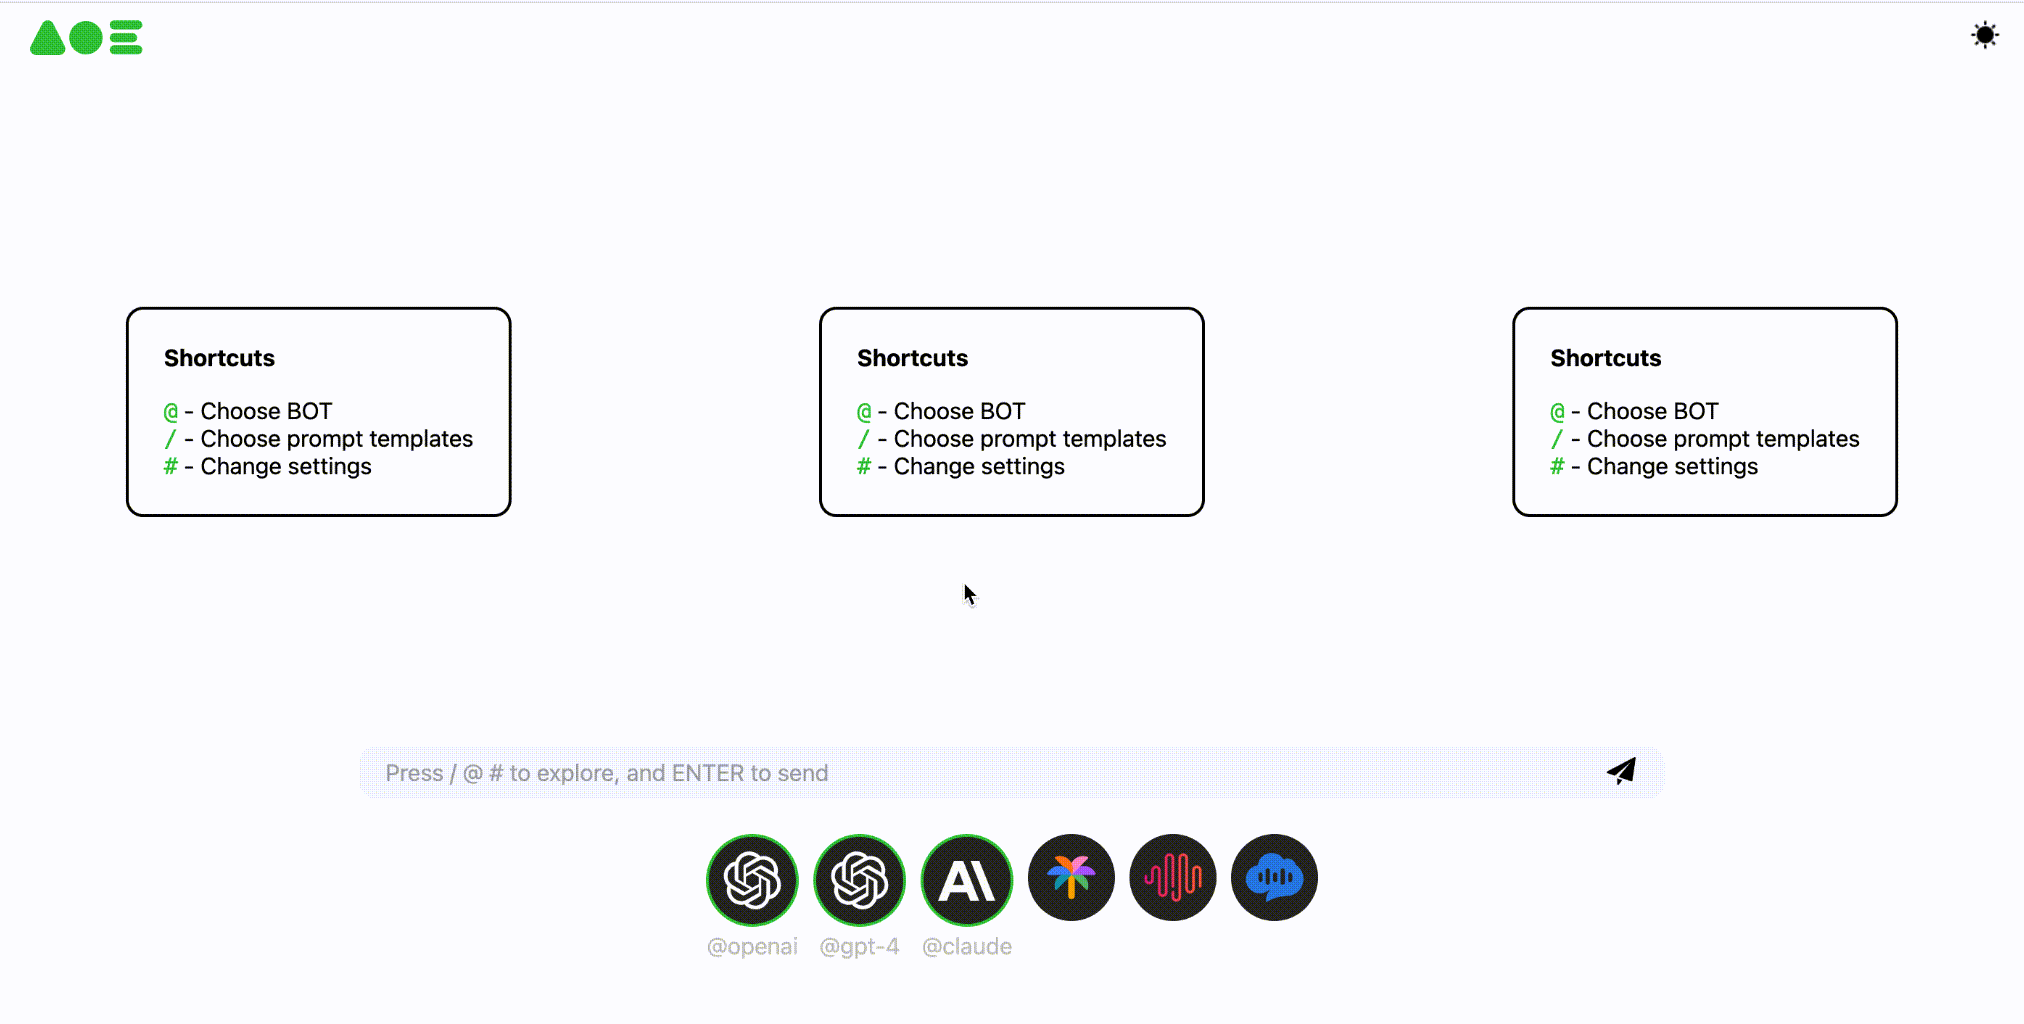 Shortcuts
@ - Choose BOT
/ - Choose prompt templates
# - Change settings
Shortcuts
@ - Choose BOT
/ - Choose prompt templates
# - Change settings
Shortcuts
@ - Choose BOT
/ - Choose prompt templates
# - Change settings
Press / @ # to explore, and ENTER to send
@openai @gpt-4 @claude